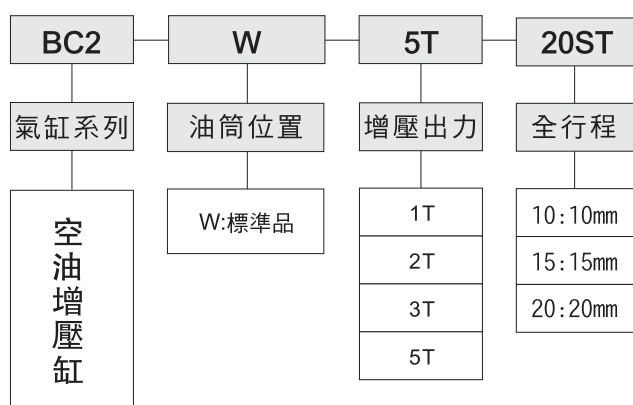 BC2 W 5T 20ST
氣缸系列 油筒位置 增壓出力 全行程
空油增壓缸
W:標準品
1T
2T
3T
5T
10:10mm
15:15mm
20:20mm